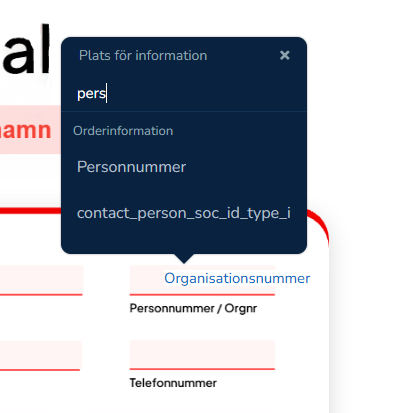 al
Plats för information
pers
namn
Orderinformation
Personnummer
contact_person_soc_id_type_i
Organisationsnummer
Personnummer / Orgnr
Telefonnummer